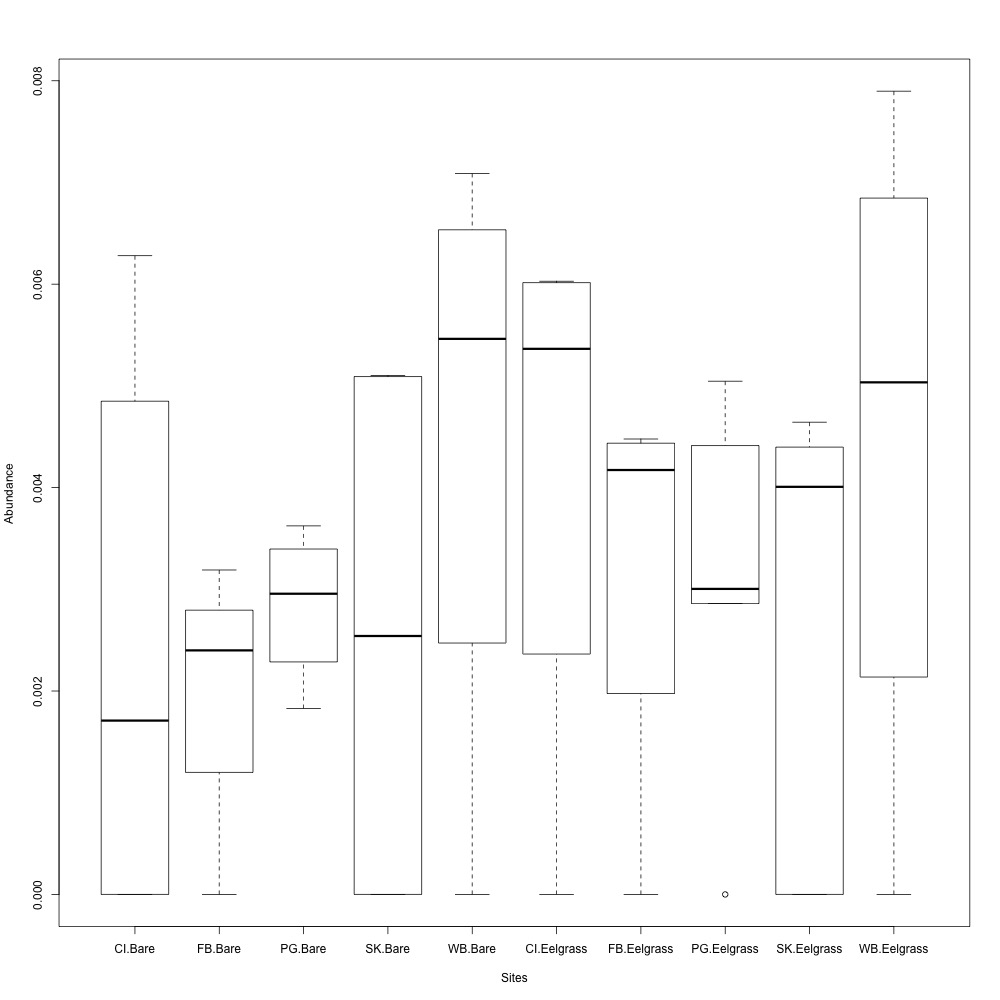 0.008
0.006
0.004
0.002
0.000
Abundance
CI.Bare FB.Bare PG.Bare SK.Bare WB.Bare CI.Eelgrass FB.Eelgrass PG.Eelgrass SK.Eelgrass WB.Eelgrass
Sites